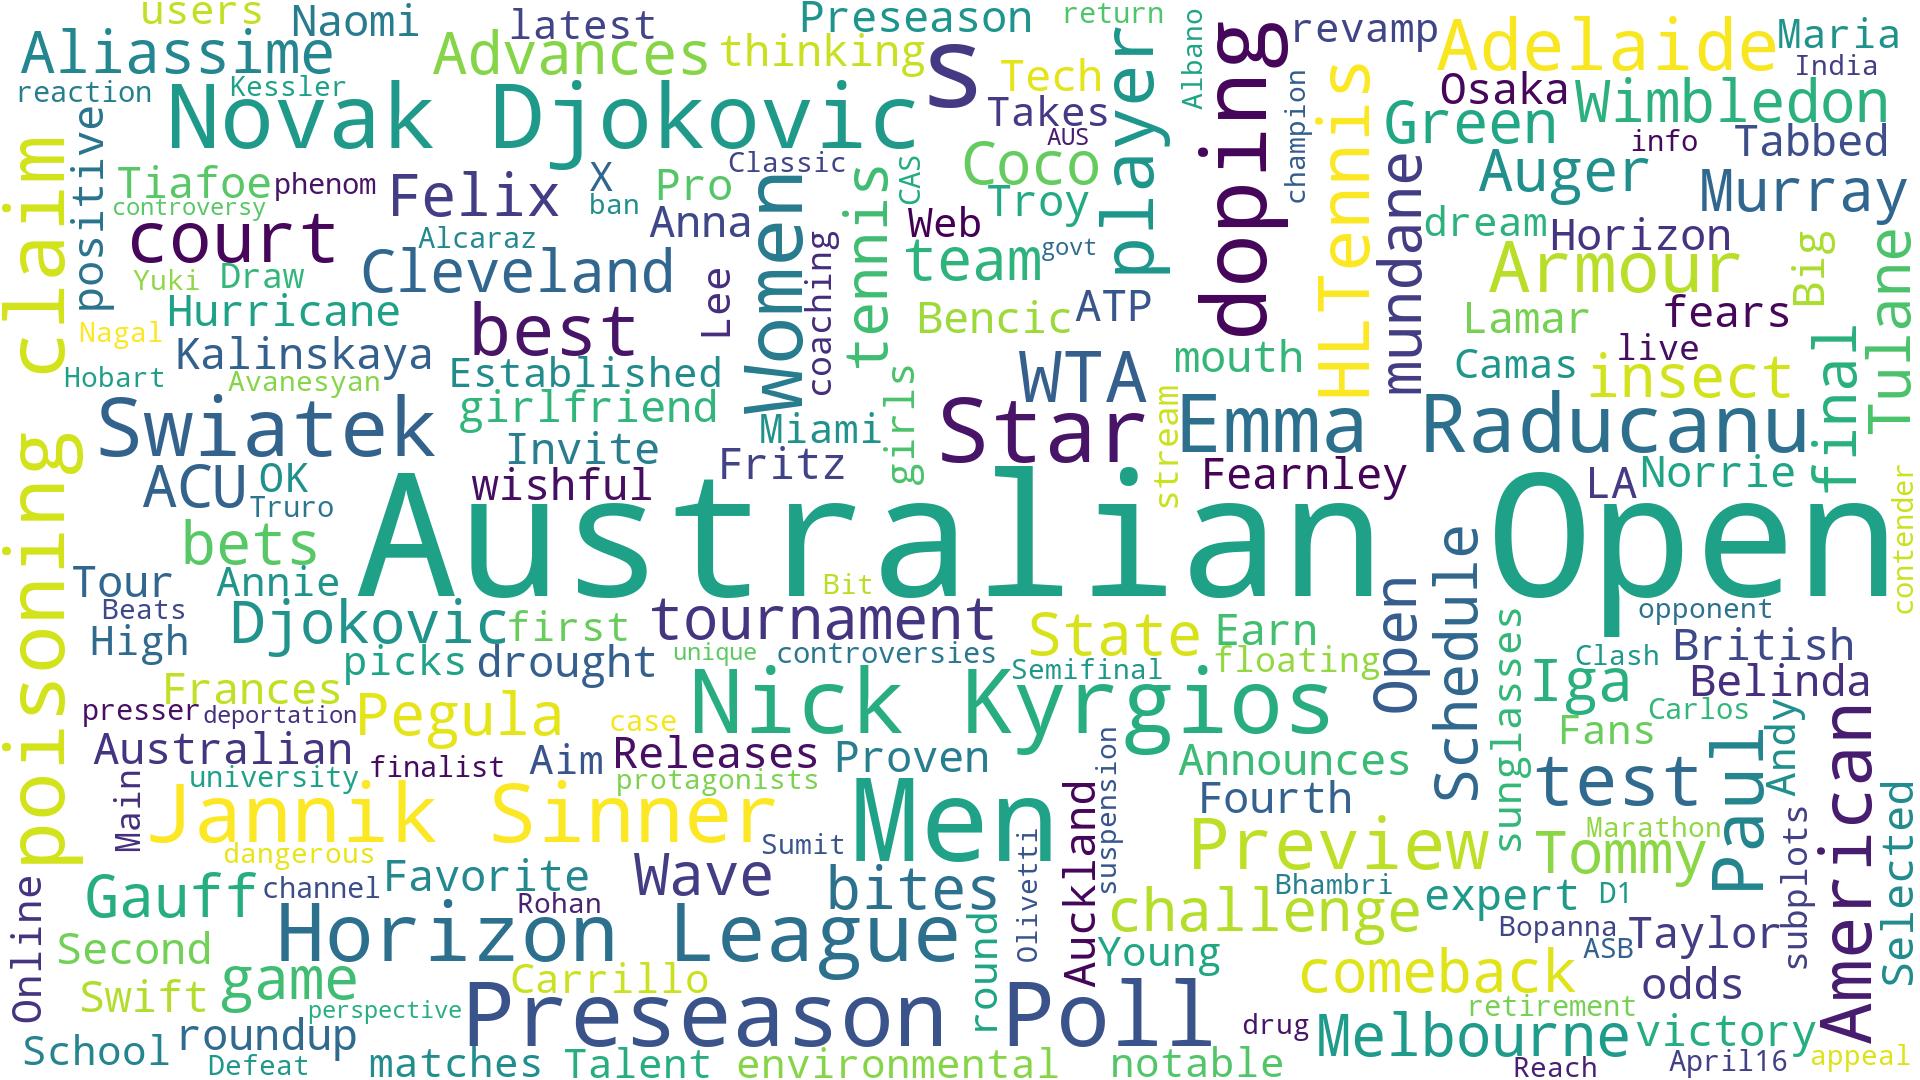 users
Naomi
latest
Preseason
return
Albano
revamp
Adelaide
Maria
Aliassime
Advances
thinking
s
Tech
player
doping
India
reaction
Kessler
Novak Djokovic
Takes
champion
HLTennis
Osaka
Wimbledon
positive
AUS
Green
info
Tabbed
poisoning claim
Tiafoe
phenom
Felix
X
Pro
Classic
Women
tennis
CAS
Coco
mundane
Auger
Murray
controversy
ban
Anna
Troy
court
Alcaraz
Web
dream
Horizon
Yuki
Draw
Cleveland
coaching
team
govt
Armour
Big
Tulane
Hurricane
best
Lee
Bencic
ATP
Lamar
fears
Nagal
Kalinskaya
mouth
Camas
live
final
Hobart
Avanesyan
Established
WTA
insect
Swiatek
girlfriend
Miami
girls
Star
stream
Emma Raducanu
Invite
Fritz
ACU
OK
wishful
Fearnley
LA
Norrie
Truro
contender
bets
Australian Open
Tour
Annie
Bit
Open
Schedule
Beats
opponent
High
Djokovic
first
tournament
State
Earn
sunglasses
British
picks
drought
unique
controversies
Semifinal
floating
Clash
Iga
Belinda
Frances
presser
deportation
Pegula
case
Nick Kyrgios
Carlos
Andy
American
Fans
Australian
finalist
Aim
Releases
Proven
suspension
Announces
Paul
university
protagonists
test
Main
Jannik Sinner
Men
Auckland
Fourth
Selected
dangerous
Sumit
Olivetti
Preview
Marathon
Tommy
subplots
Online
Gauff
channel
Favorite
Wave
bites
Bhambri
expert
D1
Rohan
challenge
Bopanna
Taylor
Second
Horizon League
round
Young
ASB
game
Carrillo
comeback
odds
Swift
perspective
Preseason Poll
retirement
School
roundup
drug
Melbourne
victory
Defeat
matches
Talent
environmental
notable
Reach
April16
appeal